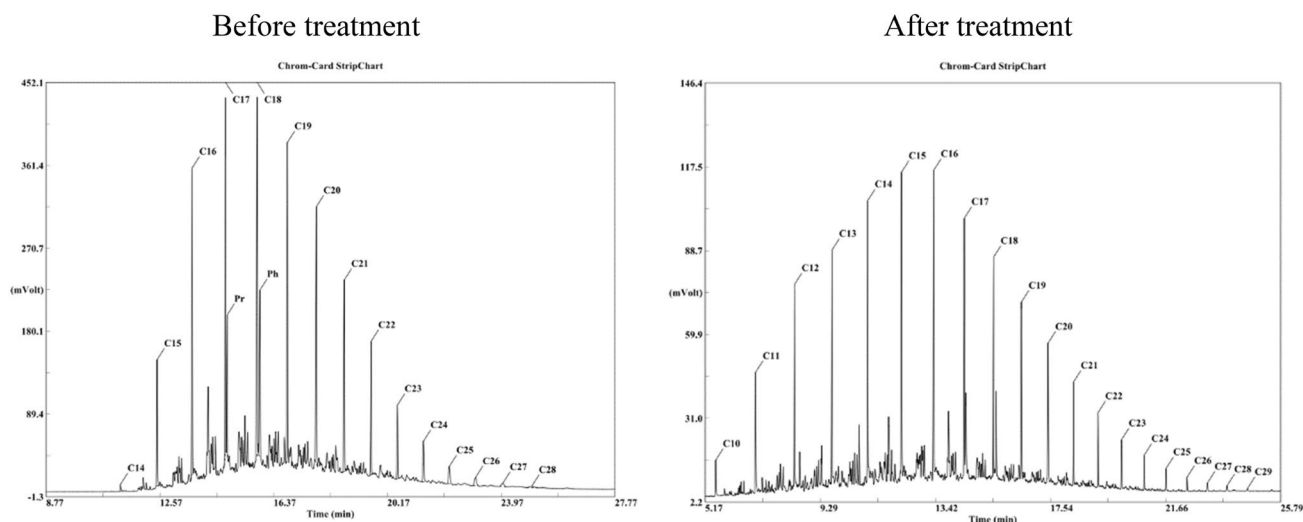 Before treatment
After treatment
Chrom-Card StripChart
452.1
361.4
270.7
(mVolt)
180.1
89.4
-1.3
C14
C15
C16
C17
Pr
C18
Ph
C19
C20
C21
C22
C23
C24
C25
C26
C27
C28
8.77
12.57
16.37
20.17
23.97
27.77
Time (min)
Chrom-Card StripChart
146.4
117.5
88.7
(mVolt)
59.9
31.0
2.2
C10
C11
C12
C13
C14
C15
C16
C17
C18
C19
C20
C21
C22
C23
C24
C25
C26
C27
C28
C29
5.17
9.29
13.42
17.54
21.66
25.79
Time (min)